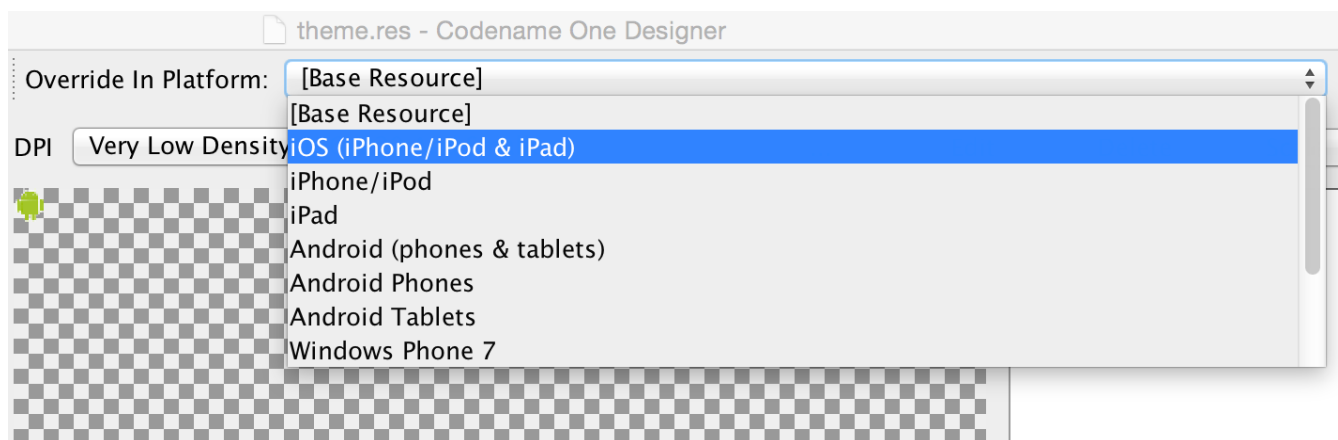 theme.res - Codename One Designer
Override In Platform: [Base Resource]
[Base Resource]
DPI Very Low Density
iOS (iPhone/iPod & iPad)
iPhone/iPod
iPad
Android (phones & tablets)
Android Phones
Android Tablets
Windows Phone 7